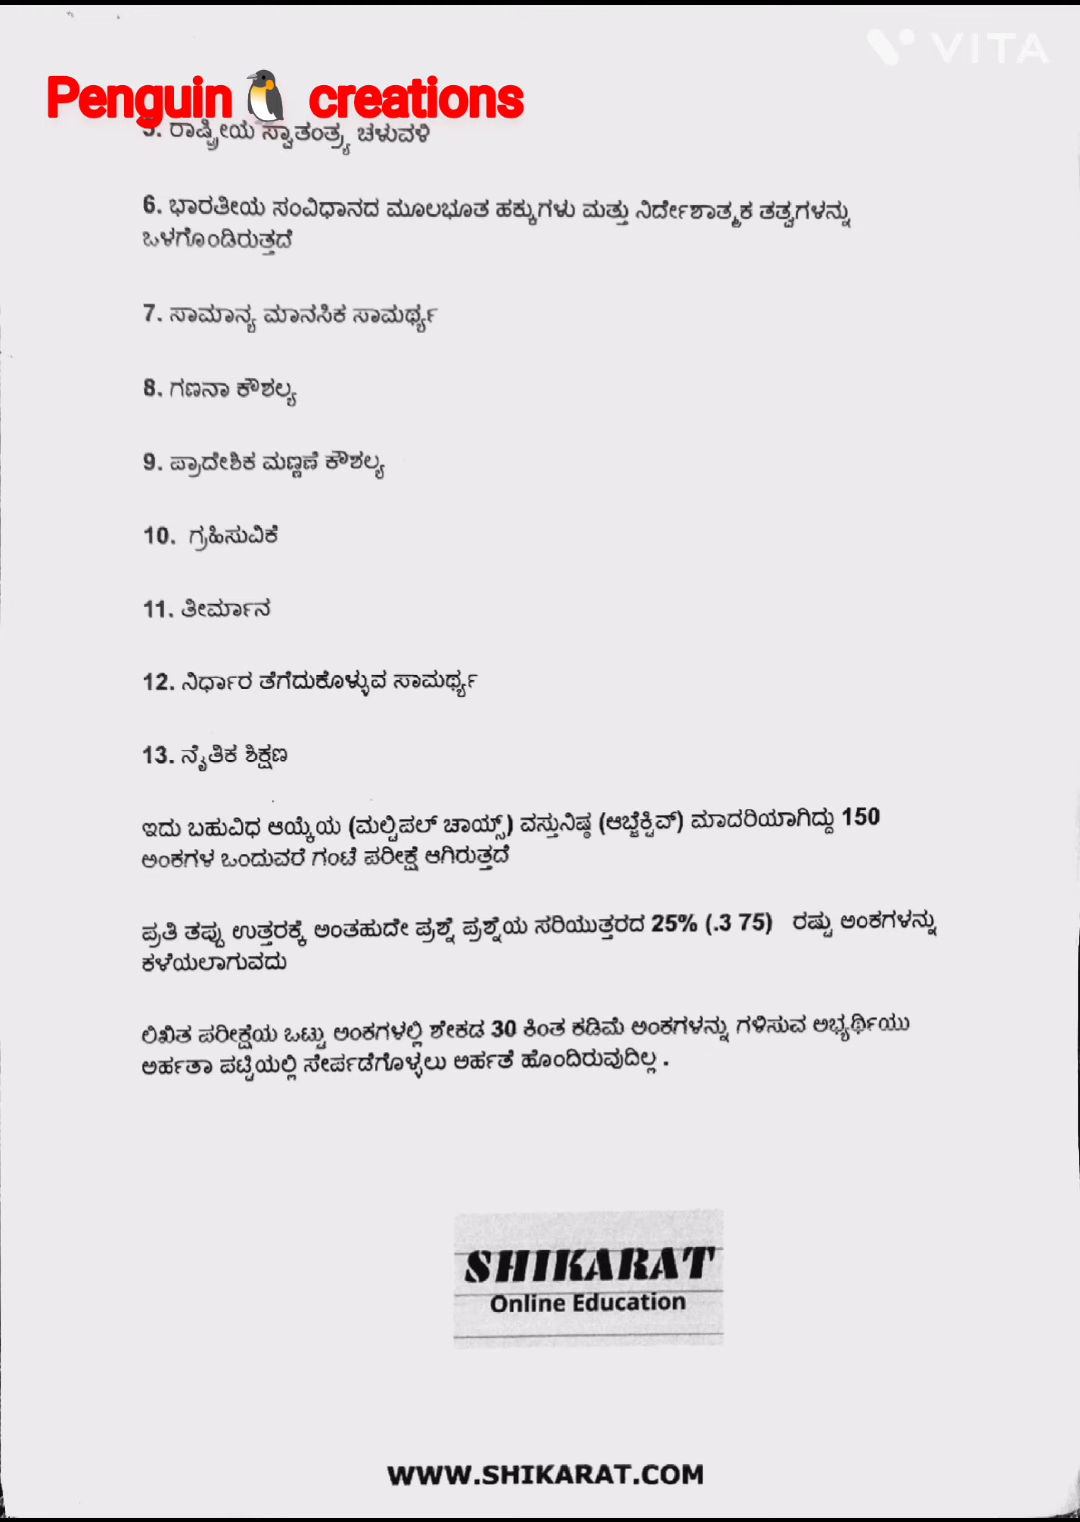 VITA
Penguin🐧 creations
5. ರಾಷ್ಟ್ರೀಯ ಸ್ವಾತಂತ್ರ್ಯ ಚಳುವಳಿ
6. ಭಾರತೀಯ ಸಂವಿಧಾನದ ಮೂಲಭೂತ ಹಕ್ಕುಗಳು ಮತ್ತು ನಿರ್ದೇಶಾತ್ಮಕ ತತ್ವಗಳನ್ನು
ಒಳಗೊಂಡಿರುತ್ತದೆ
7. ಸಾಮಾನ್ಯ ಮಾನಸಿಕ ಸಾಮರ್ಥ್ಯ
8. ಗಣನಾ ಕೌಶಲ್ಯ
9. ಪ್ರಾದೇಶಿಕ ಮಣ್ಣಣೆ ಕೌಶಲ್ಯ
10. ಗ್ರಹಿಸುವಿಕೆ
11. ತೀರ್ಮಾನ
12. ನಿರ್ಧಾರ ತೆಗೆದುಕೊಳ್ಳುವ ಸಾಮರ್ಥ್ಯ
13. ನೈತಿಕ ಶಿಕ್ಷಣ
ಇದು ಬಹುವಿಧ ಆಯ್ಕೆಯ (ಮಲ್ಟಿಪಲ್ ಚಾಯ್ಸ್) ವಸ್ತುನಿಷ್ಠ (ಆಬ್ಜೆಕ್ಟಿವ್) ಮಾದರಿಯಾಗಿದ್ದು 150
ಅಂಕಗಳ ಒಂದುವರೆ ಗಂಟೆ ಪರೀಕ್ಷೆ ಆಗಿರುತ್ತದೆ
ಪ್ರತಿ ತಪ್ಪು ಉತ್ತರಕ್ಕೆ ಅಂತಹುದೇ ಪ್ರಶ್ನೆ ಪ್ರಶ್ನೆಯ ಸರಿಯುತ್ತರದ 25% (.3 75) ರಷ್ಟು ಅಂಕಗಳನ್ನು
ಕಳೆಯಲಾಗುವದು
ಲಿಖಿತ ಪರೀಕ್ಷೆಯ ಒಟ್ಟು ಅಂಕಗಳಲ್ಲಿ ಶೇಕಡ 30 ಕಿಂತ ಕಡಿಮೆ ಅಂಕಗಳನ್ನು ಗಳಿಸುವ ಅಭ್ಯರ್ಥಿಯು
ಅರ್ಹತಾ ಪಟ್ಟಿಯಲ್ಲಿ ಸೇರ್ಪಡೆಗೊಳ್ಳಲು ಅರ್ಹತೆ ಹೊಂದಿರುವುದಿಲ್ಲ .
SHIKARAT
Online Education
WWW.SHIKARAT.COM